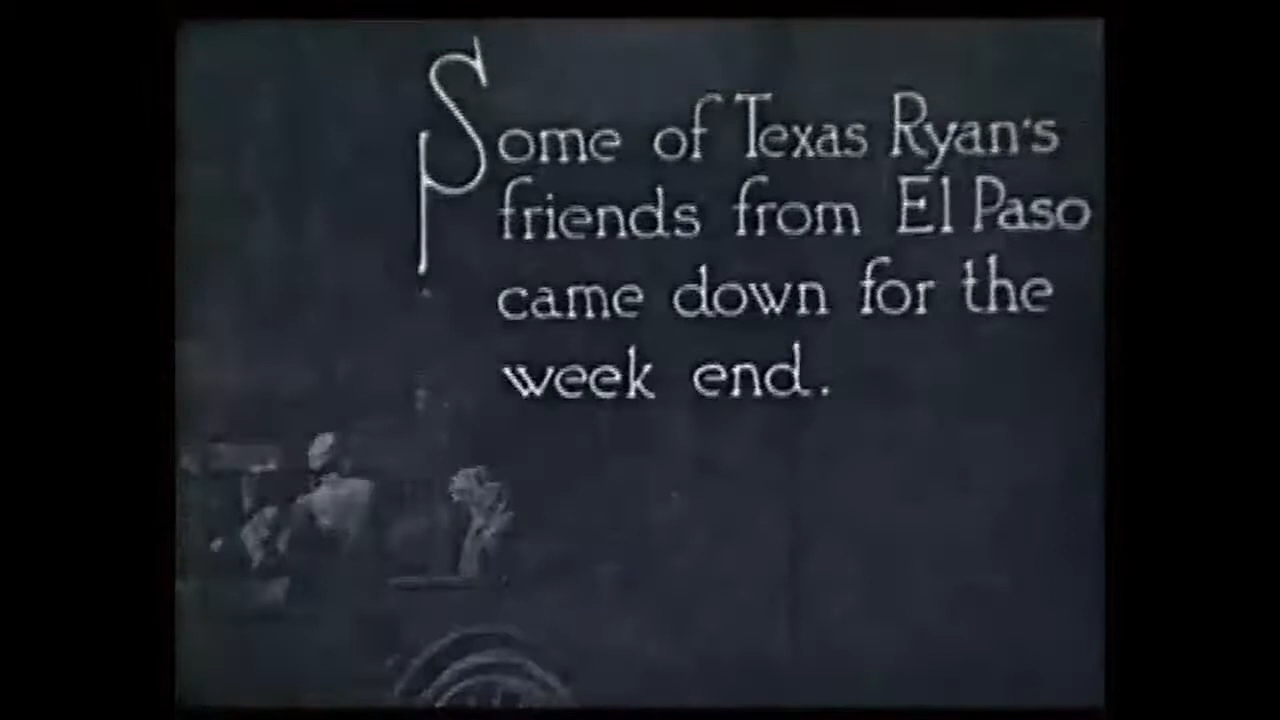 Some of Texas Ryan's
friends from El Paso
came down for the
week end.